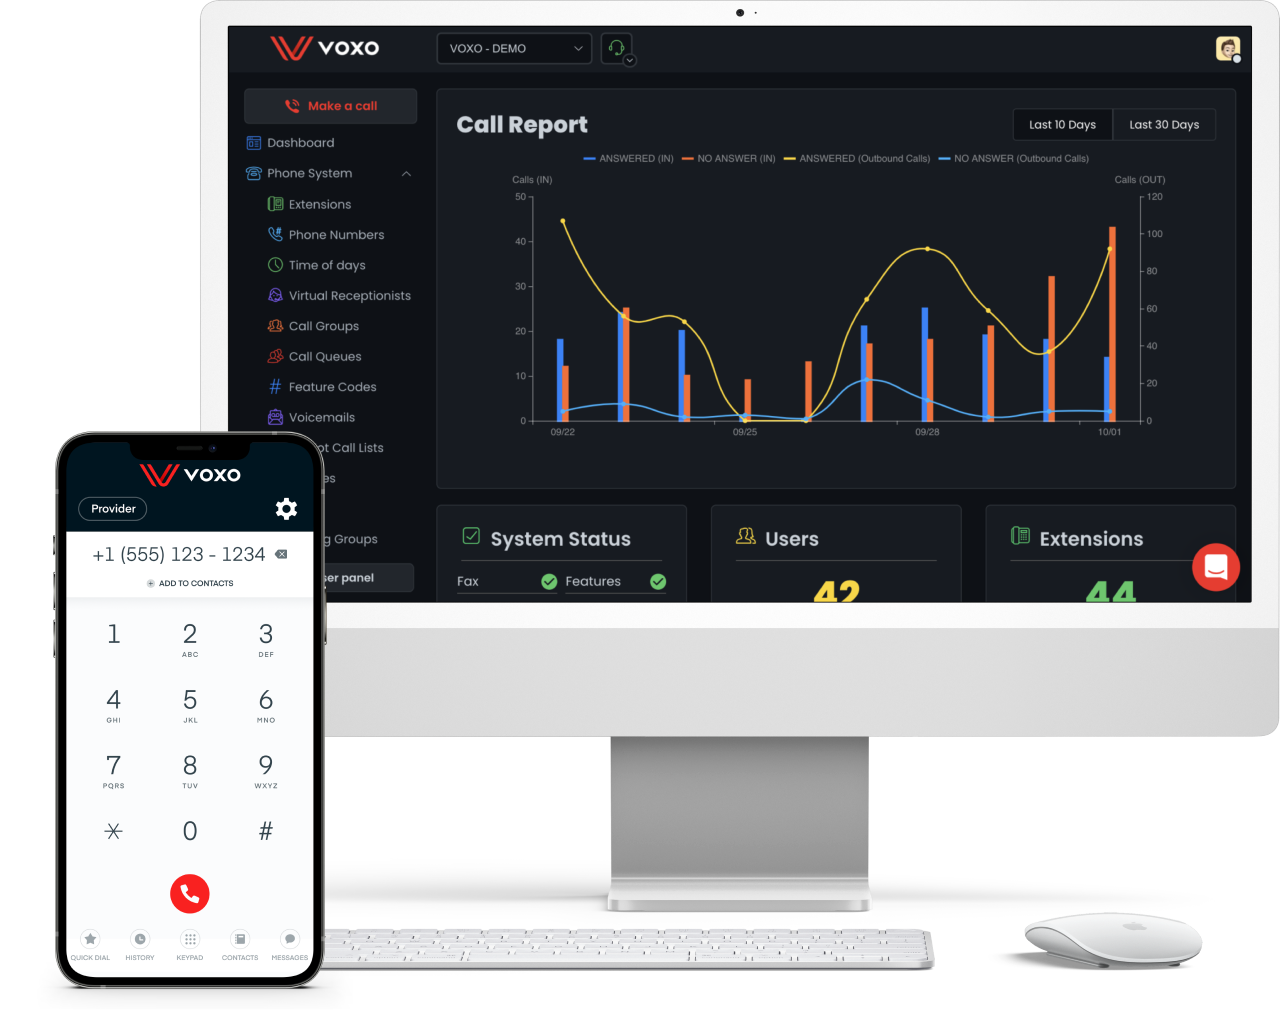 VOXO
VOXO - DEMO
Make a call
Dashboard
Phone System
Extensions
Phone Numbers
Time of days
Virtual Receptionists
Call Groups
Call Queues
Feature Codes
Voicemails
ot Call Lists
es
g Groups
er panel
Call Report
Last 10 Days
Last 30 Days
ANSWERED (IN)
NO ANSWER (IN)
ANSWERED (Outbound Calls)
NO ANSWER (Outbound Calls)
Calls (IN)
Calls (OUT)
50
40
30
20
10
0
120
100
80
60
40
20
0
09/22
09/25
09/28
10/01
System Status
Fax
Features
Users
42
Extensions
44
VOXO
Provider
+1 (555) 123 - 1234
ADD TO CONTACTS
1
2
3
ABC
DEF
4
5
6
GHI
JKL
MNO
7
8
9
PQRS
TUV
WXYZ
0
#
QUICK DIAL
HISTORY
KEYPAD
CONTACTS
MESSAGES